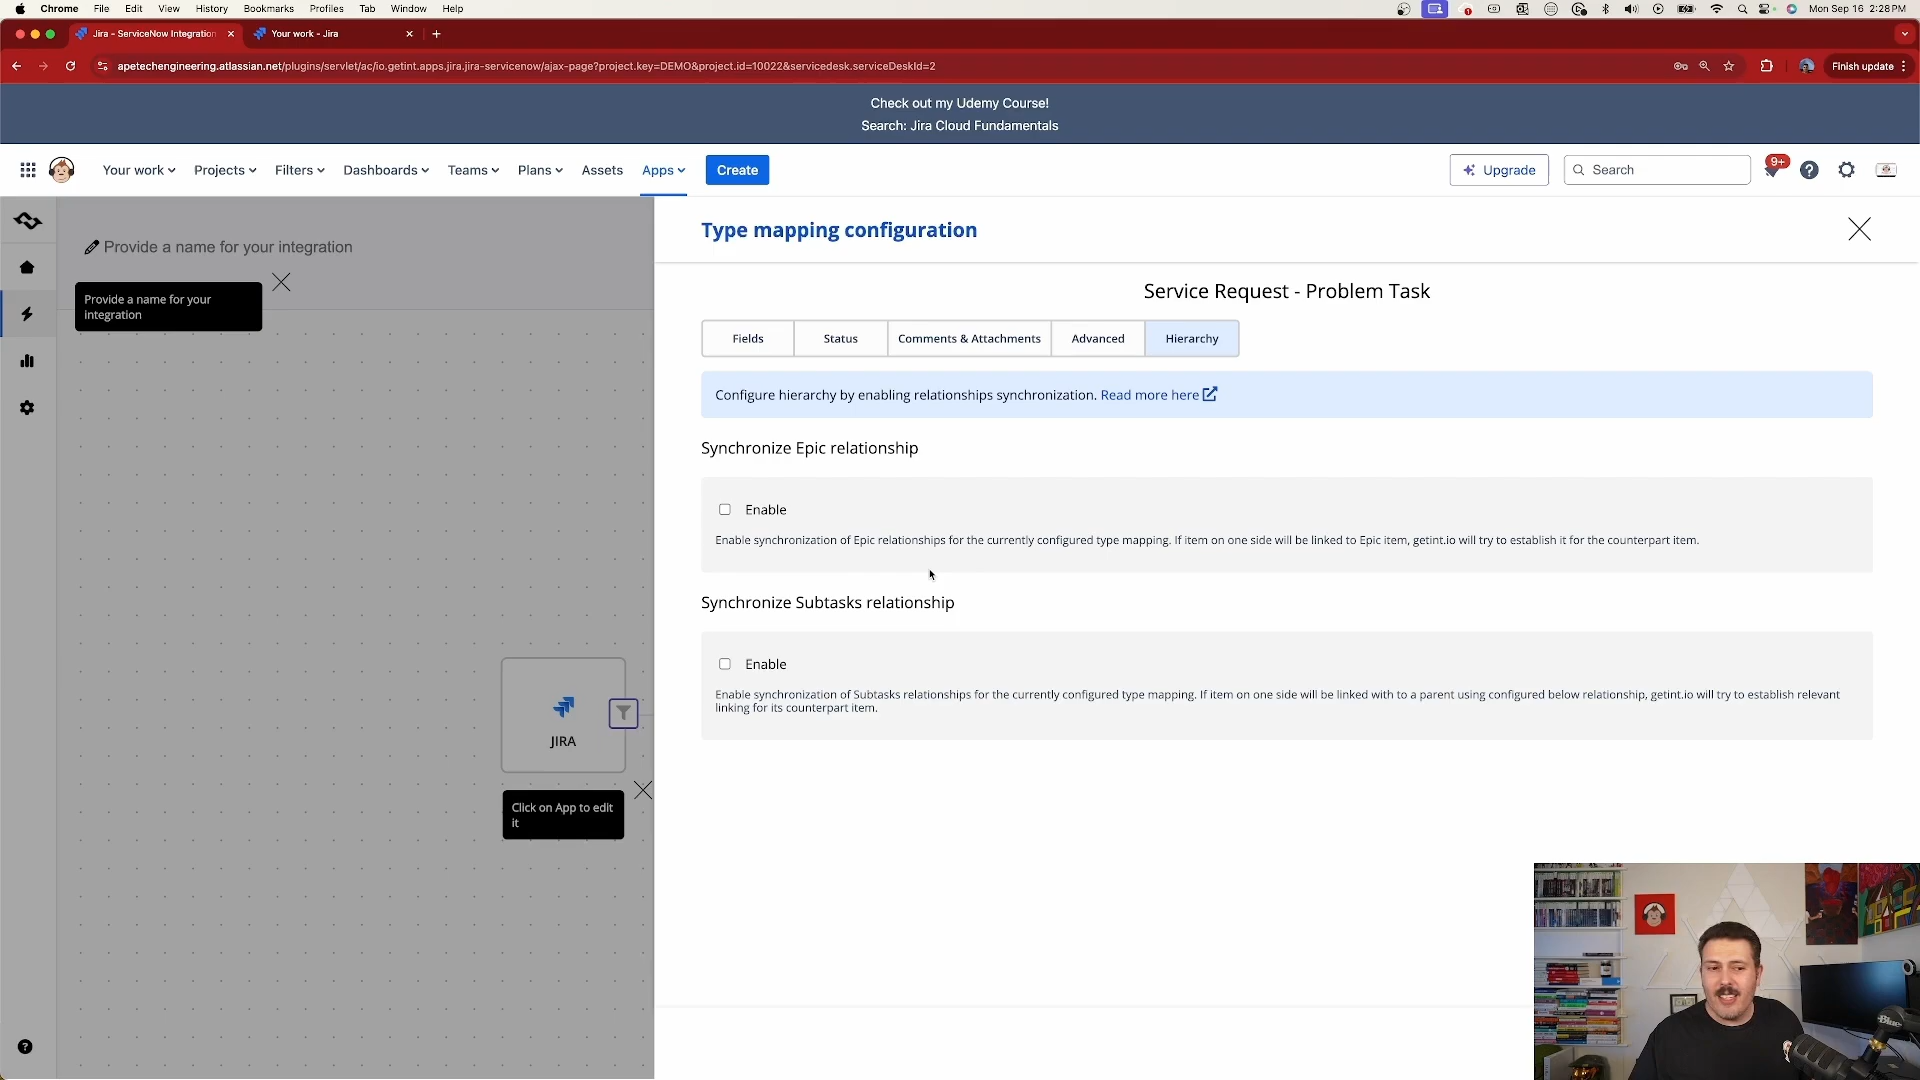 Chrome File Edit View History Bookmarks Profiles Tab Window Help
Mon Sep 16 2:28 PM
Jira - ServiceNow Integration
Your work - Jira
apetechengineering.atlassian.net/plugins/servlet/ac/io.getint.apps.jira.jira-servicenow/ajax-page?project.key=DEMO&project.id=10022&servicedesk.serviceDeskId=2
Finish update
Check out my Udemy Course!
Search: Jira Cloud Fundamentals
Your work Projects Filters Dashboards Teams Plans Assets Apps Create
Upgrade
Search
9+
Provide a name for your integration
Provide a name for your
integration
JIRA
Click on App to edit
it
Type mapping configuration
Service Request - Problem Task
Fields Status Comments & Attachments Advanced Hierarchy
Configure hierarchy by enabling relationships synchronization. Read more here
Synchronize Epic relationship
Enable
Enable synchronization of Epic relationships for the currently configured type mapping. If item on one side will be linked to Epic item, getint.io will try to establish it for the counterpart item.
Synchronize Subtasks relationship
Enable
Enable synchronization of Subtasks relationships for the currently configured type mapping. If item on one side will be linked with to a parent using configured below relationship, getint.io will try to establish relevant
linking for its counterpart item.
Blue